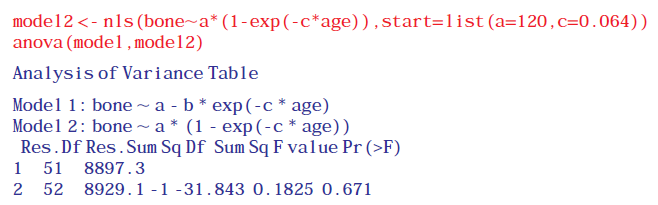 model2 <- nls(bone~a*(1-exp(-c*age)),start=list(a=120,c=0.064))
anova(model,model2)
Analysis of Variance Table
Model 1: bone ~ a - b * exp(-c * age)
Model 2: bone ~ a * (1 - exp(-c * age))
Res.Df Res.Sum Sq Df Sum Sq F value Pr(>F)
1 51 8897.3
2 52 8929.1 -1 -31.843 0.1825 0.671